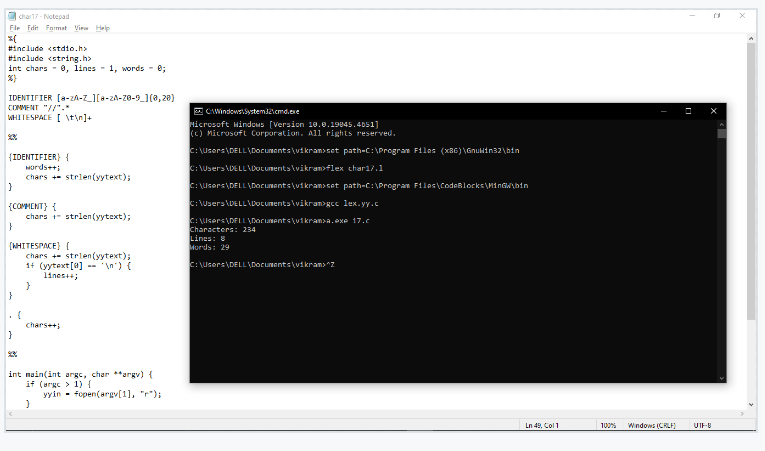 char17 - Notepad
File Edit Format View Help
%{
#include <stdio.h>
#include <string.h>
int chars = 0, lines = 1, words = 0;
%}
IDENTIFIER [a-zA-Z_][a-zA-Z0-9_]{0,20}
COMMENT "//".*
WHITESPACE [ \t\n]+
%%
{IDENTIFIER} {
words++;
chars += strlen(yytext);
}
{COMMENT} {
chars += strlen(yytext);
}
{WHITESPACE} {
chars += strlen(yytext);
if (yytext[0] == '\n') {
lines++;
}
}
. {
chars++;
}
%%
int main(int argc, char **argv) {
if (argc > 1) {
yyin = fopen(argv[1], "r");
}
C:\Windows\System32\cmd.exe
Microsoft Windows [Version 10.0.19045.4651]
(c) Microsoft Corporation. All rights reserved.
C:\Users\DELL\Documents\vikram>set path=C:\Program Files (x86)\GnuWin32\bin
C:\Users\DELL\Documents\vikram>flex char17.l
C:\Users\DELL\Documents\vikram>set path=C:\Program Files\CodeBlocks\MinGW\bin
C:\Users\DELL\Documents\vikram>gcc lex.yy.c
C:\Users\DELL\Documents\vikram>a.exe 17.c
Characters: 234
Lines: 8
Words: 29
C:\Users\DELL\Documents\vikram>^Z
Ln 49, Col 1 100% Windows (CRLF) UTF-8